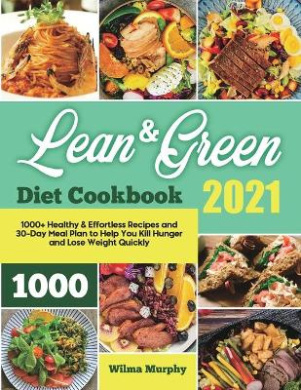 Lean & Green
Diet Cookbook 2021
1000+ Healthy & Effortless Recipes and
30-Day Meal Plan to Help You Kill Hunger
and Lose Weight Quickly
1000
Wilma Murphy